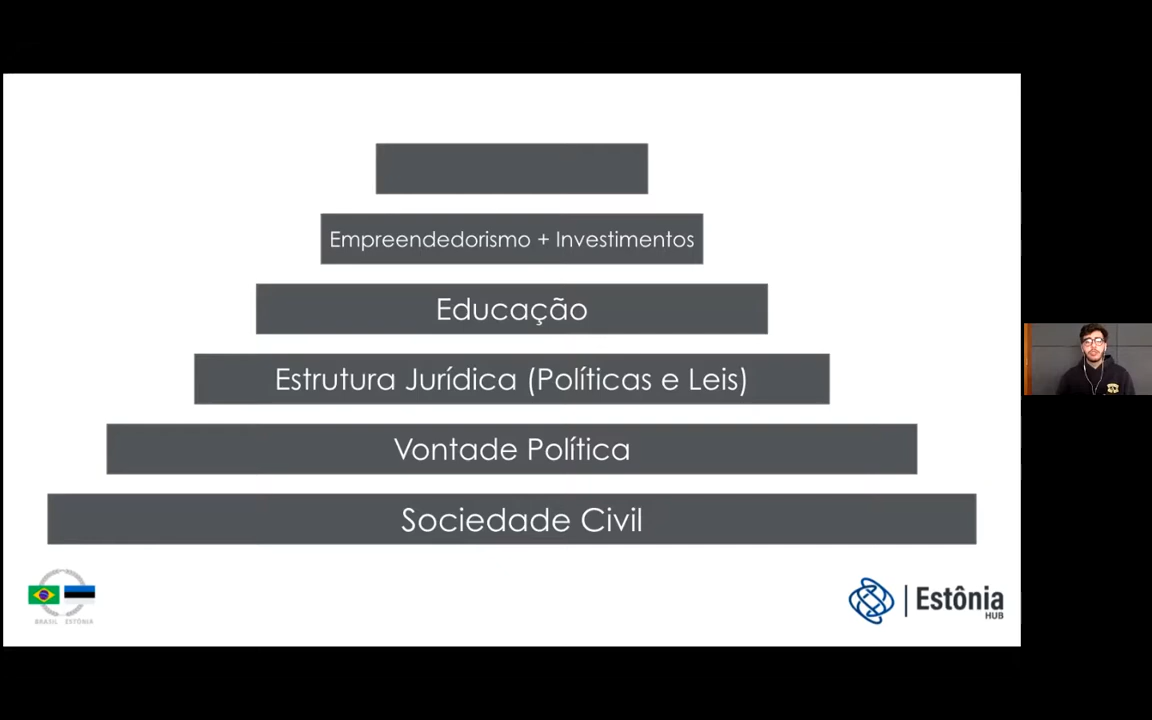 Empreendedorismo + Investimentos
Educação
Estrutura Jurídica (Políticas e Leis)
Vontade Política
Sociedade Civil
BRASIL ESTÔNIA
Estônia
HUB